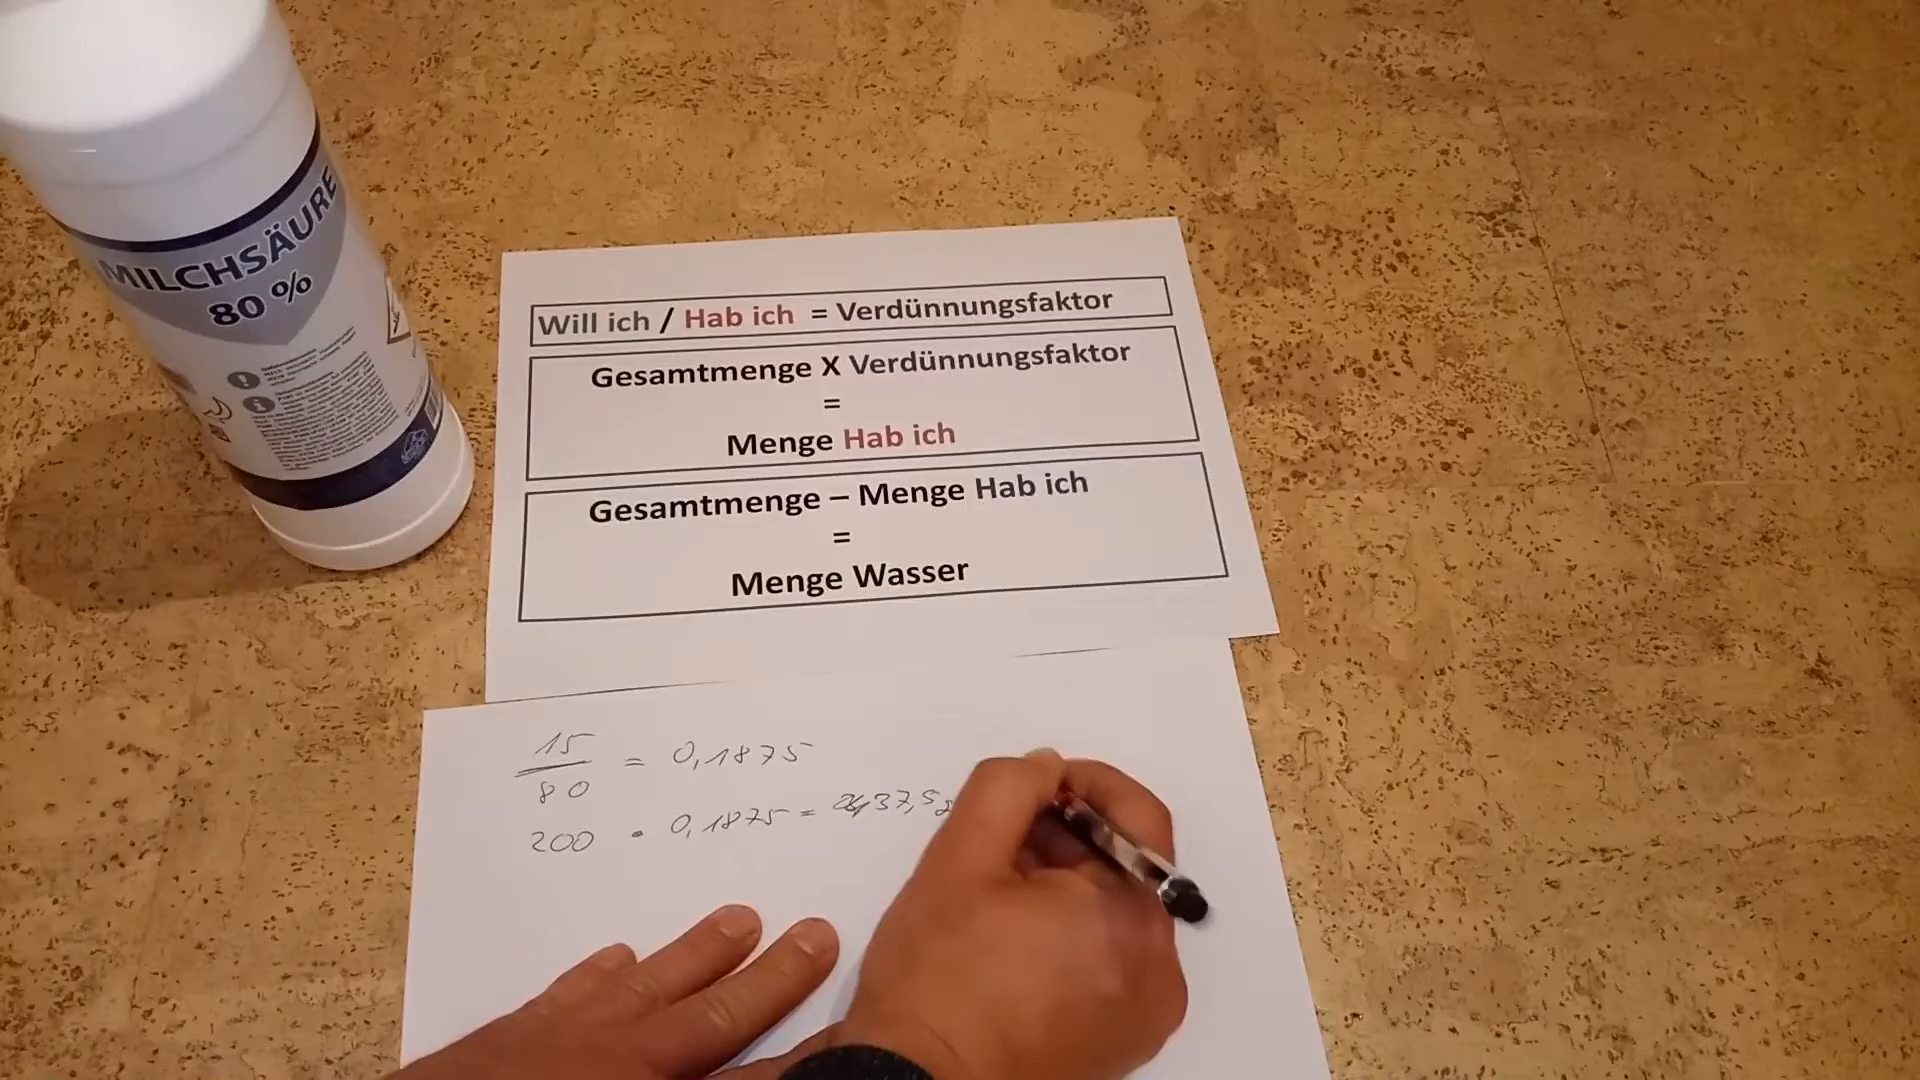 MILCHSÄURE
80 %
Will ich / Hab ich = Verdünnungsfaktor
Gesamtmenge X Verdünnungsfaktor
=
Menge Hab ich
Gesamtmenge – Menge Hab ich
=
Menge Wasser
15
80
= 0,1875
200 • 0,1875 = 37,5